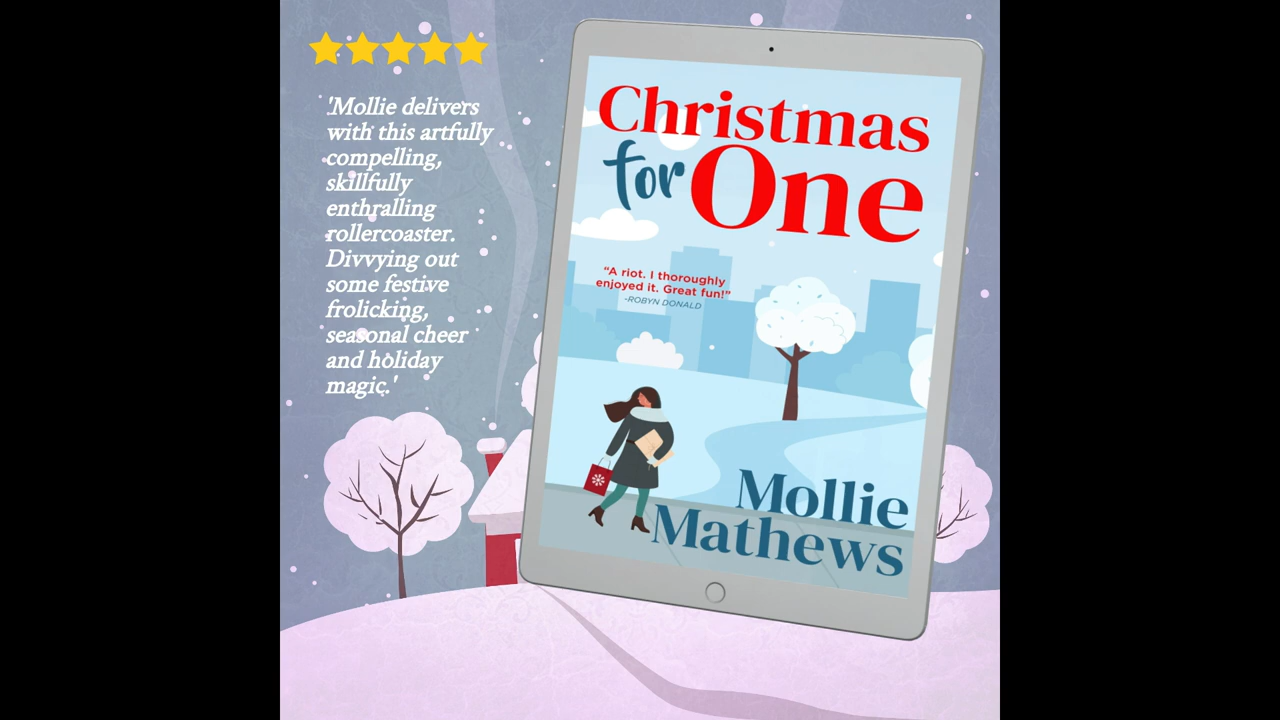 'Mollie delivers
with this artfully
compelling,
skillfully
enthralling
rollercoaster.
Divvying out
some festive
frolicking,
seasonal cheer
and holiday
magic.'
Christmas
for One
"A riot. I thoroughly
enjoyed it. Great fun!"
-ROBYN DONALD
Mollie
Mathews